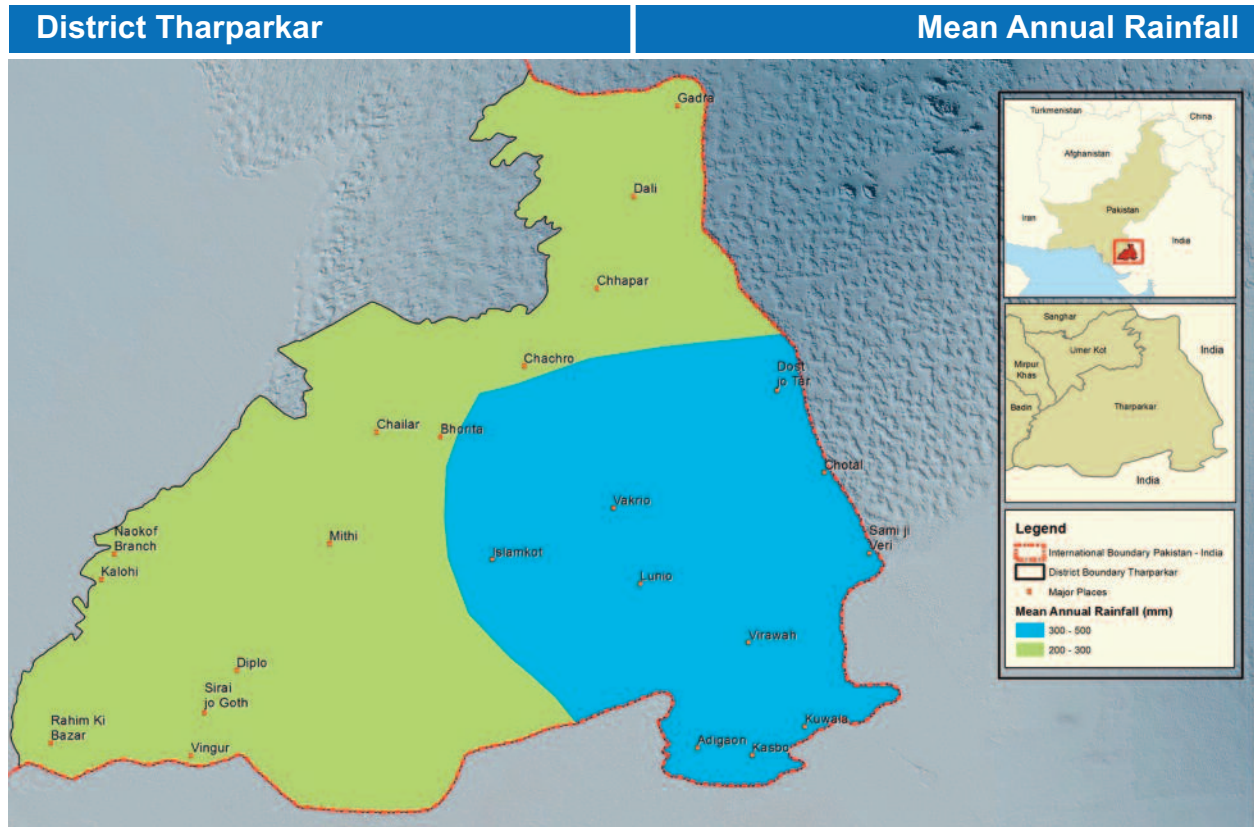 District Tharparkar
Mean Annual Rainfall
Gadra
Dali
Chhapar
Chachro
Dost
jo Tar
Chailar
Bhorita
Chotal
Vakrio
Naokof
Branch
Mithi
Islamkot
Sami ji
Veri
Kalohi
Lunio
Virawah
Diplo
Sirai
jo Goth
Rahim Ki
Bazar
Vingur
Kuwala
Adigaon
Kasbo
Turkmenistan
China
Afghanistan
Iran
Pakistan
India
Sanghar
Umer Kot
India
Mirpur
Khas
Badin
Tharparkar
India
Legend
International Boundary Pakistan - India
District Boundary Tharparkar
Major Places
Mean Annual Rainfall (mm)
300 - 500
200 - 300